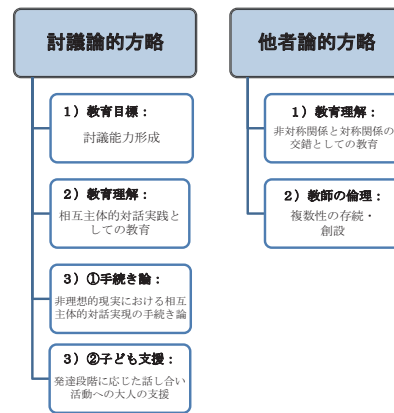 討議論的方略
1）教育目標：
討議能力形成
2）教育理解：
相互主体的対話実践と
しての教育
3）①手続き論：
非理想的現実における相互
主体的対話実現の手続き論
3）②子ども支援：
発達段階に応じた話し合い
活動への大人の支援
他者論的方略
1）教育理解：
非対称関係と対称関係の
交錯としての教育
2）教師の倫理：
複数性の存続・
創設